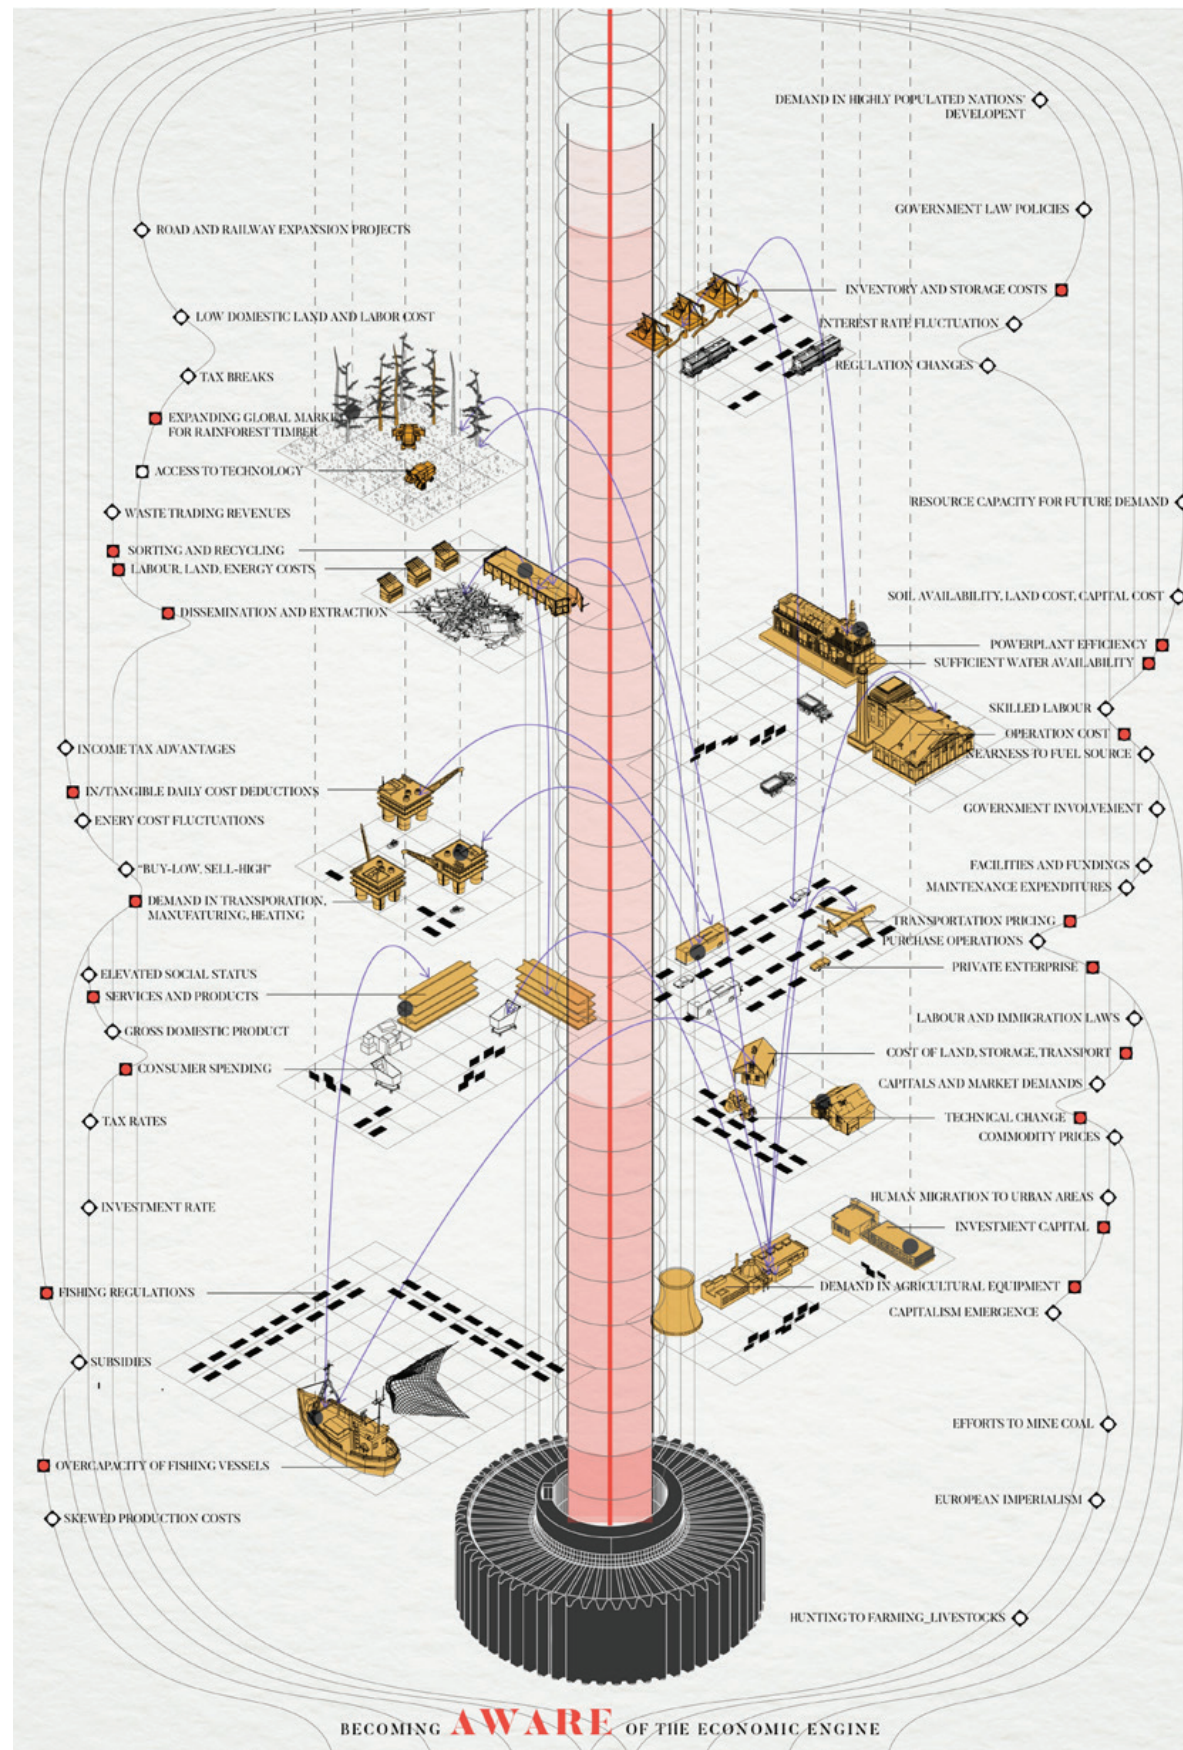 DEMAND IN HIGHLY POPULATED NATIONS'
DEVELOPENT
GOVERNMENT LAW POLICIES
ROAD AND RAILWAY EXPANSION PROJECTS
INVENTORY AND STORAGE COSTS
LOW DOMESTIC LAND AND LABOR COST
INTEREST RATE FLUCTUATION
REGULATION CHANGES
TAX BREAKS
EXPANDING GLOBAL MARKE
FOR RAINFOREST TIMBER
ACCESS TO TECHNOLOGY
RESOURCE CAPACITY FOR FUTURE DEMAND
WASTE TRADING REVENUES
SORTING AND RECYCLING
LABOUR, LAND, ENERGY COSTS
SOIL AVAILABILITY, LAND COST, CAPITAL COST
DISSEMINATION AND EXTRACTION
POWERPLANT EFFICIENCY
SUFFICIENT WATER AVAILABILITY
SKILLED LABOUR
OPERATION COST
INCOME TAX ADVANTAGES
NEARNESS TO FUEL SOURCE
IN/TANGIBLE DAILY COST DEDUCTIONS
GOVERNMENT INVOLVEMENT
ENERY COST FLUCTUATIONS
"BUY-LOW, SELL-HIGH"
FACILITIES AND FUNDINGS
MAINTENANCE EXPENDITURES
DEMAND IN TRANSPORATION,
MANUFATURING, HEATING
TRANSPORTATION PRICING
PURCHASE OPERATIONS
PRIVATE ENTERPRISE
ELEVATED SOCIAL STATUS
SERVICES AND PRODUCTS
LABOUR AND IMMIGRATION LAWS
GROSS DOMESTIC PRODUCT
COST OF LAND, STORAGE, TRANSPORT
CONSUMER SPENDING
CAPITALS AND MARKET DEMANDS
TECHNICAL CHANGE
TAX RATES
COMMODITY PRICES
HUMAN MIGRATION TO URBAN AREAS
INVESTMENT RATE
INVESTMENT CAPITAL
DEMAND IN AGRICULTURAL EQUIPMENT
FISHING REGULATIONS
CAPITALISM EMERGENCE
SUBSIDIES
EFFORTS TO MINE COAL
OVERCAPACITY OF FISHING VESSELS
EUROPEAN IMPERIALISM
SKEWED PRODUCTION COSTS
HUNTING TO FARMING_LIVESTOCKS
BECOMING AWARE OF THE ECONOMIC ENGINE